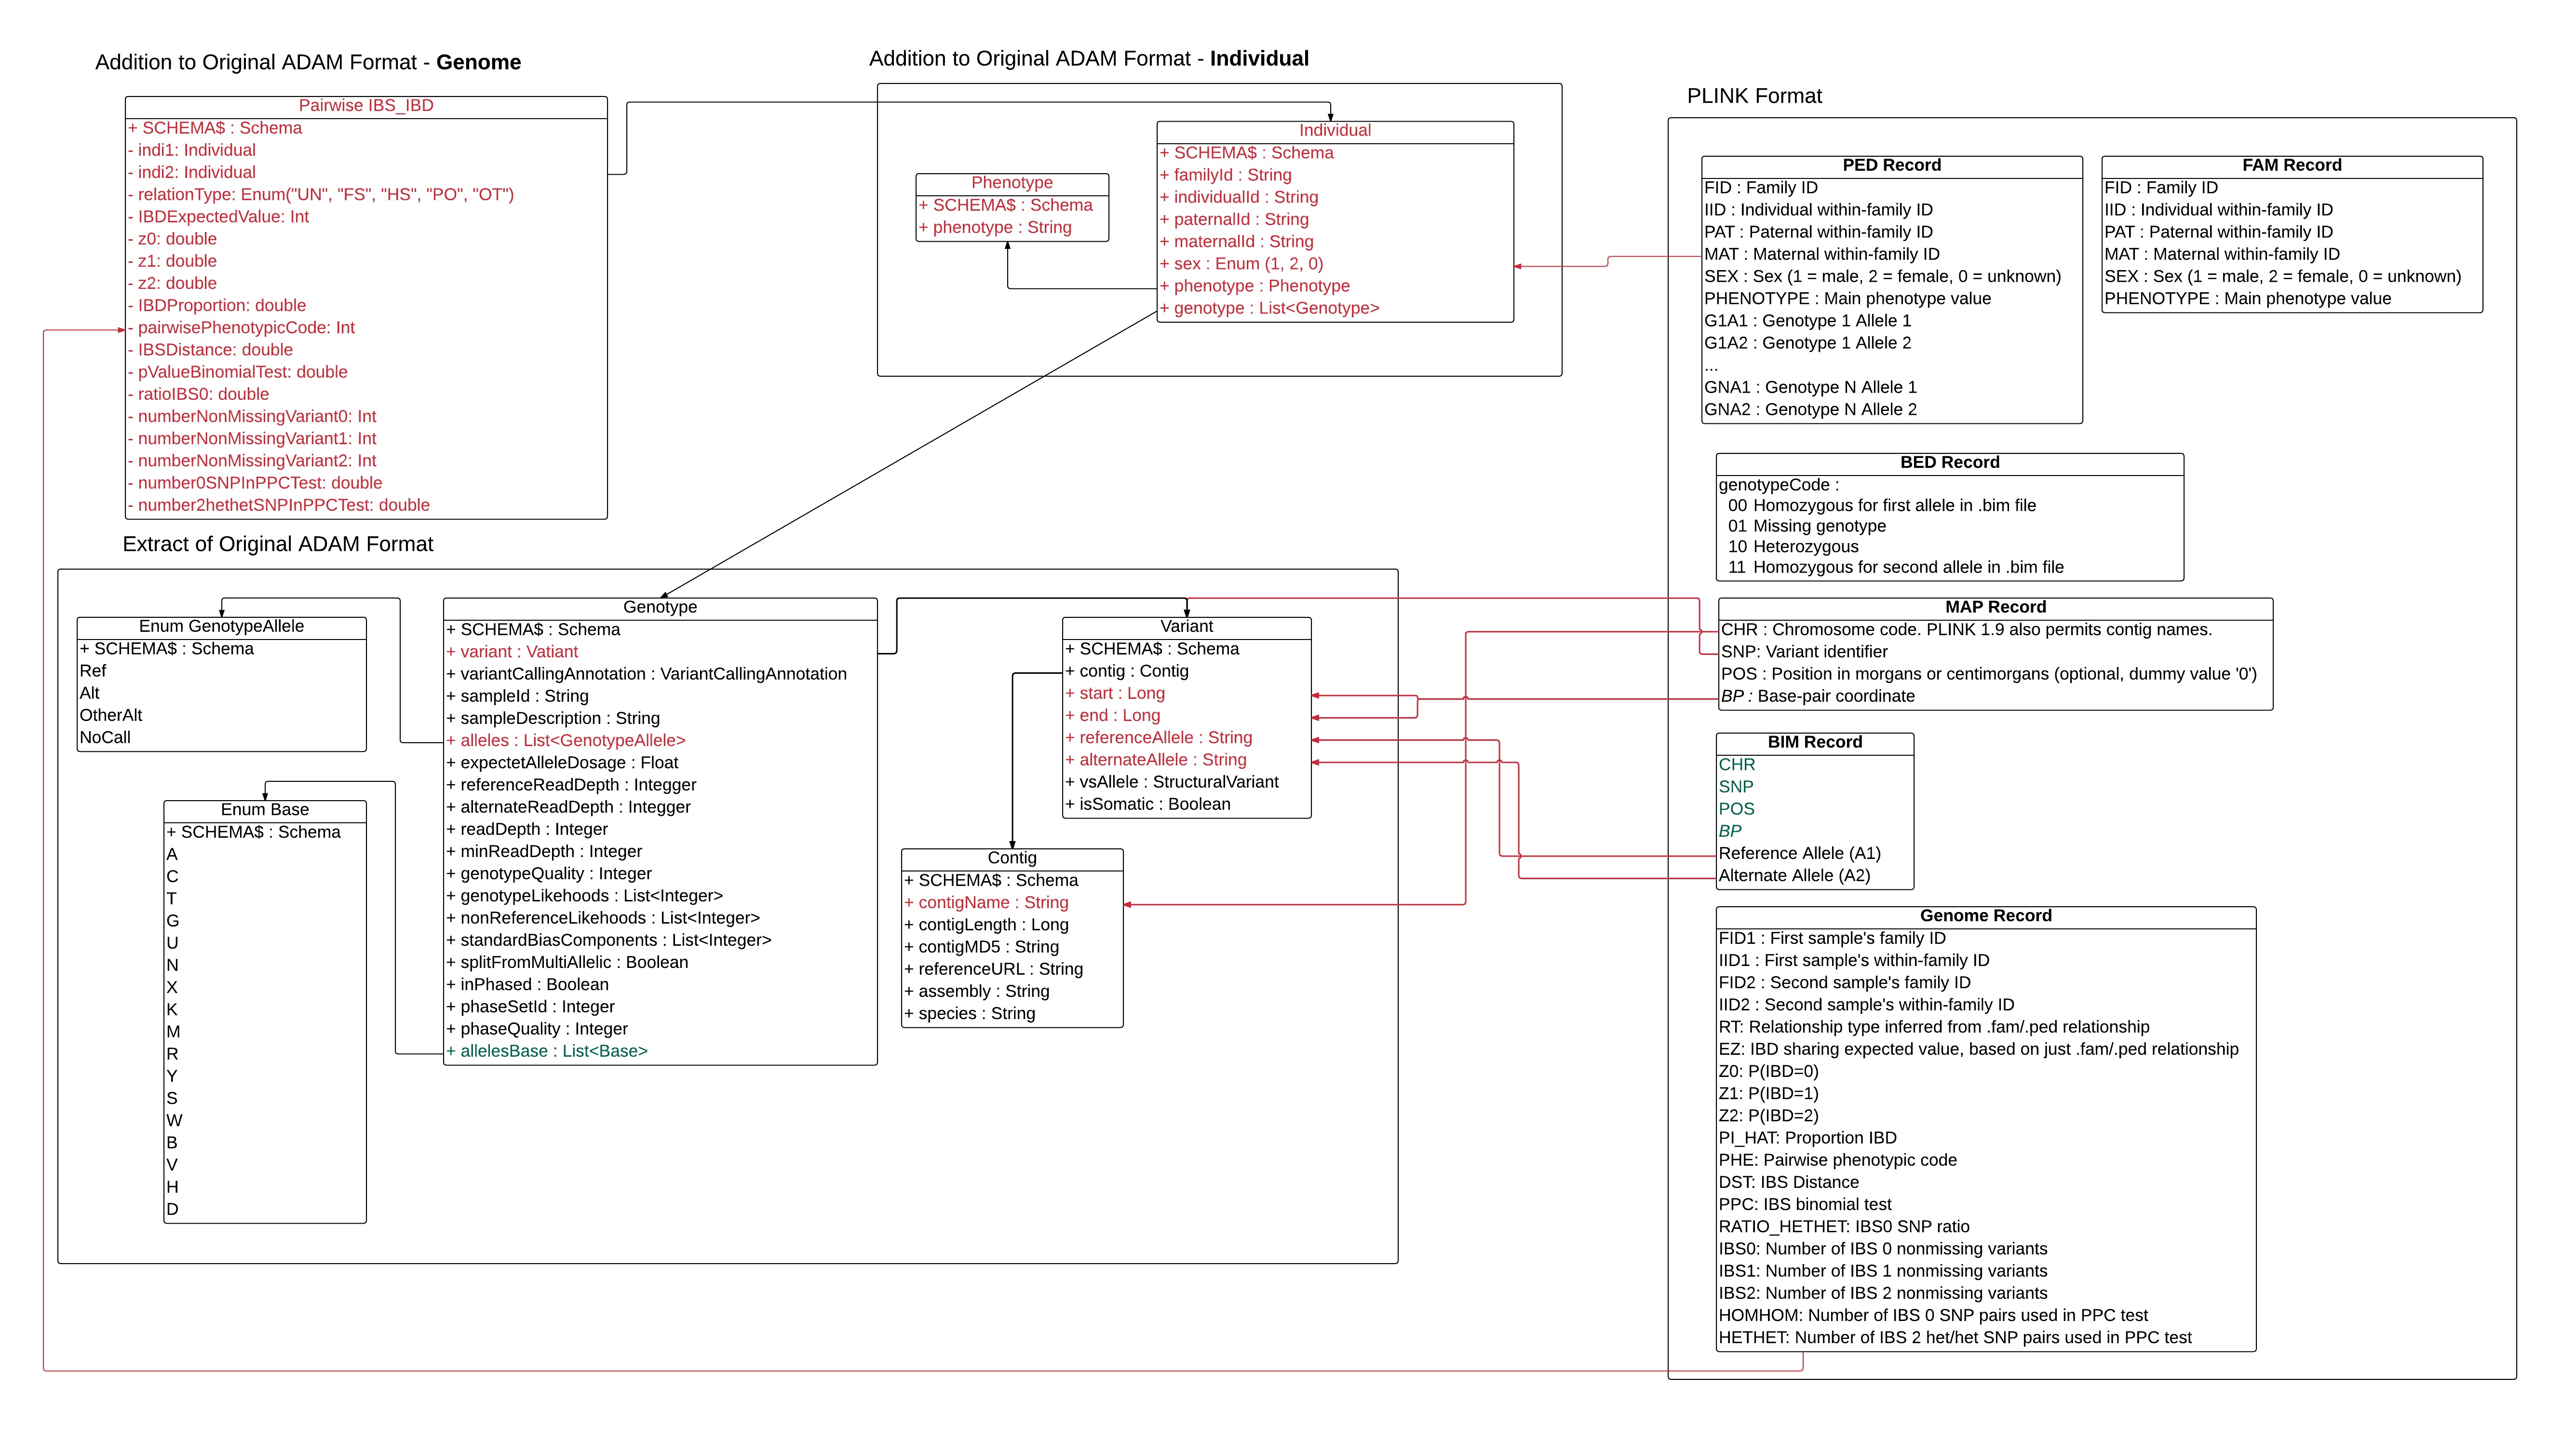 Addition to Original ADAM Format - Genome
Pairwise IBS_IBD
+ SCHEMA$ : Schema
- indi1: Individual
- indi2: Individual
- relationType: Enum("UN", "FS", "HS", "PO", "OT")
- IBDExpectedValue: Int
- z0: double
- z1: double
- z2: double
- IBDProportion: double
- pairwisePhenotypicCode: Int
- IBSDistance: double
- pValueBinomialTest: double
- ratioIBS0: double
- numberNonMissingVariant0: Int
- numberNonMissingVariant1: Int
- numberNonMissingVariant2: Int
- number0SNPInPPCTest: double
- number2hethetSNPInPPCTest: double
Addition to Original ADAM Format - Individual
Phenotype
+ SCHEMA$ : Schema
+ phenotype : String
Individual
+ SCHEMA$ : Schema
+ familyId : String
+ individualId : String
+ paternalId : String
+ maternalId : String
+ sex : Enum (1, 2, 0)
+ phenotype : Phenotype
+ genotype : List<Genotype>
Extract of Original ADAM Format
Enum GenotypeAllele
+ SCHEMA$ : Schema
Ref
Alt
OtherAlt
NoCall
Enum Base
+ SCHEMA$ : Schema
A
C
T
G
U
N
X
K
M
R
Y
S
W
B
V
H
D
Genotype
+ SCHEMA$ : Schema
+ variant : Vatiant
+ variantCallingAnnotation : VariantCallingAnnotation
+ sampleId : String
+ sampleDescription : String
+ alleles : List<GenotypeAllele>
+ expectetAlleleDosage : Float
+ referenceReadDepth : Integger
+ alternateReadDepth : Integger
+ readDepth : Integer
+ minReadDepth : Integer
+ genotypeQuality : Integer
+ genotypeLikehoods : List<Integer>
+ nonReferenceLikehoods : List<Integer>
+ standardBiasComponents : List<Integer>
+ splitFromMultiAllelic : Boolean
+ inPhased : Boolean
+ phaseSetId : Integer
+ phaseQuality : Integer
+ allelesBase : List<Base>
Variant
+ SCHEMA$ : Schema
+ contig : Contig
+ start : Long
+ end : Long
+ referenceAllele : String
+ alternateAllele : String
+ vsAllele : StructuralVariant
+ isSomatic : Boolean
Contig
+ SCHEMA$ : Schema
+ contigName : String
+ contigLength : Long
+ contigMD5 : String
+ referenceURL : String
+ assembly : String
+ species : String
PLINK Format
PED Record
FID : Family ID
IID : Individual within-family ID
PAT : Paternal within-family ID
MAT : Maternal within-family ID
SEX : Sex (1 = male, 2 = female, 0 = unknown)
PHENOTYPE : Main phenotype value
G1A1 : Genotype 1 Allele 1
G1A2 : Genotype 1 Allele 2
...
GNA1 : Genotype N Allele 1
GNA2 : Genotype N Allele 2
FAM Record
FID : Family ID
IID : Individual within-family ID
PAT : Paternal within-family ID
MAT : Maternal within-family ID
SEX : Sex (1 = male, 2 = female, 0 = unknown)
PHENOTYPE : Main phenotype value
BED Record
genotypeCode :
00 Homozygous for first allele in .bim file
01 Missing genotype
10 Heterozygous
11 Homozygous for second allele in .bim file
MAP Record
CHR : Chromosome code. PLINK 1.9 also permits contig names.
SNP: Variant identifier
POS : Position in morgans or centimorgans (optional, dummy value '0')
BP : Base-pair coordinate
BIM Record
CHR
SNP
POS
BP
Reference Allele (A1)
Alternate Allele (A2)
Genome Record
FID1 : First sample's family ID
IID1 : First sample's within-family ID
FID2 : Second sample's family ID
IID2 : Second sample's within-family ID
RT: Relationship type inferred from .fam/.ped relationship
EZ: IBD sharing expected value, based on just .fam/.ped relationship
Z0: P(IBD=0)
Z1: P(IBD=1)
Z2: P(IBD=2)
PI_HAT: Proportion IBD
PHE: Pairwise phenotypic code
DST: IBS Distance
PPC: IBS binomial test
RATIO_HETHET: IBS0 SNP ratio
IBS0: Number of IBS 0 nonmissing variants
IBS1: Number of IBS 1 nonmissing variants
IBS2: Number of IBS 2 nonmissing variants
HOMHOM: Number of IBS 0 SNP pairs used in PPC test
HETHET: Number of IBS 2 het/het SNP pairs used in PPC test